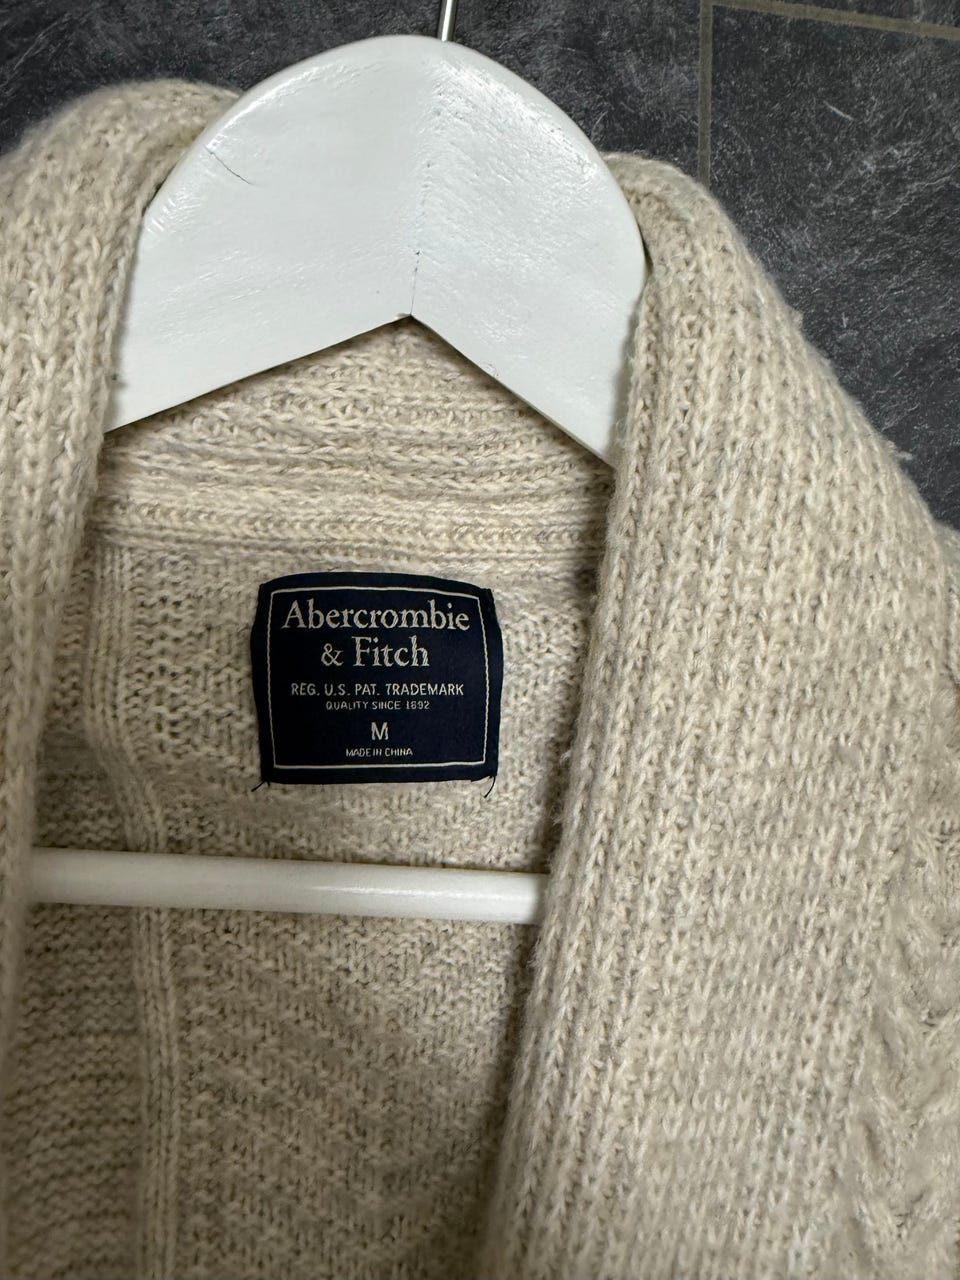 Abercrombie
& Fitch
REG. U.S. PAT. TRADEMARK
QUALITY SINCE 1892
M
MADE IN CHINA